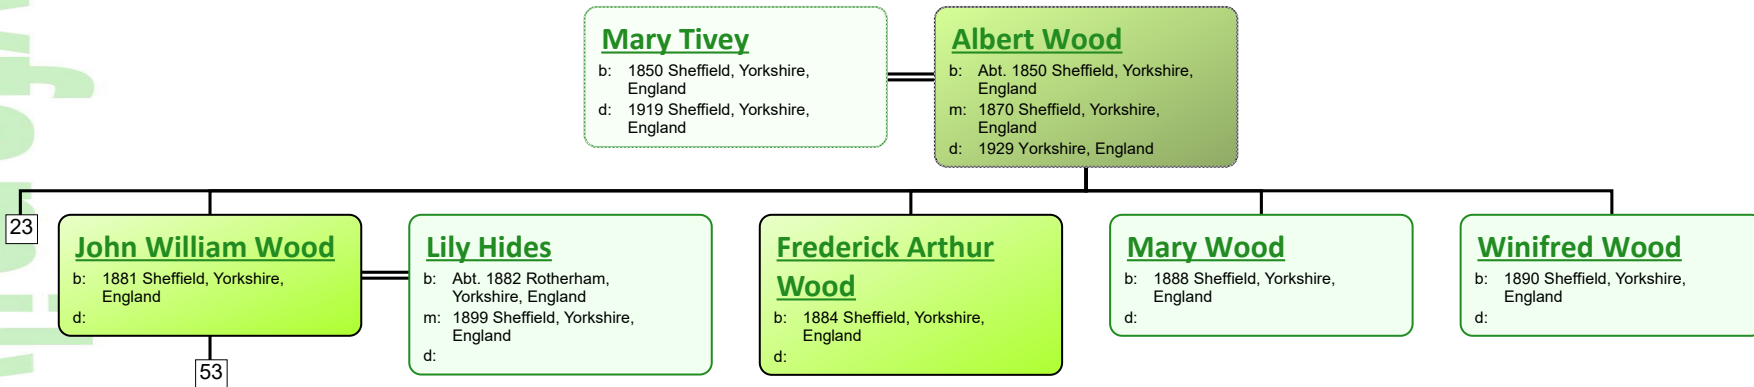 Mary Tivey
b: 1850 Sheffield, Yorkshire,
England
d: 1919 Sheffield, Yorkshire,
England
Albert Wood
b: Abt. 1850 Sheffield, Yorkshire,
England
m: 1870 Sheffield, Yorkshire,
England
d: 1929 Yorkshire, England
23
John William Wood
b: 1881 Sheffield, Yorkshire,
England
d:
53
Lily Hides
b: Abt. 1882 Rotherham,
Yorkshire, England
m: 1899 Sheffield, Yorkshire,
England
d:
Frederick Arthur
Wood
b: 1884 Sheffield, Yorkshire,
England
d:
Mary Wood
b: 1888 Sheffield, Yorkshire,
England
d:
Winifred Wood
b: 1890 Sheffield, Yorkshire,
England
d: